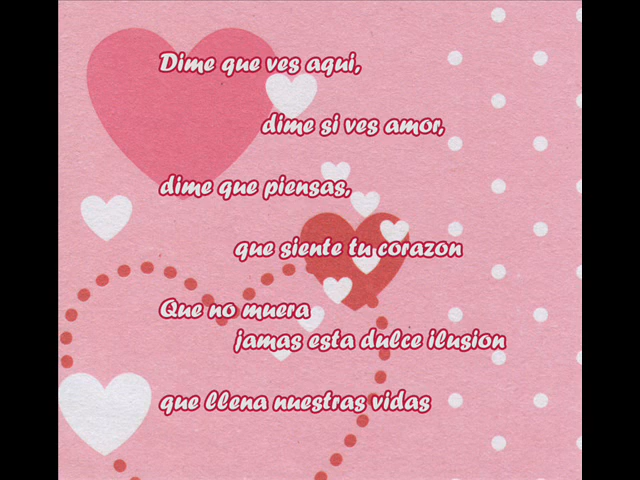 Dime que ves aqui,
dime si ves amor,
dime que piensas,
que siente tu corazon
Que no muera
jamas esta dulce ilusion
que llena nuestras vidas